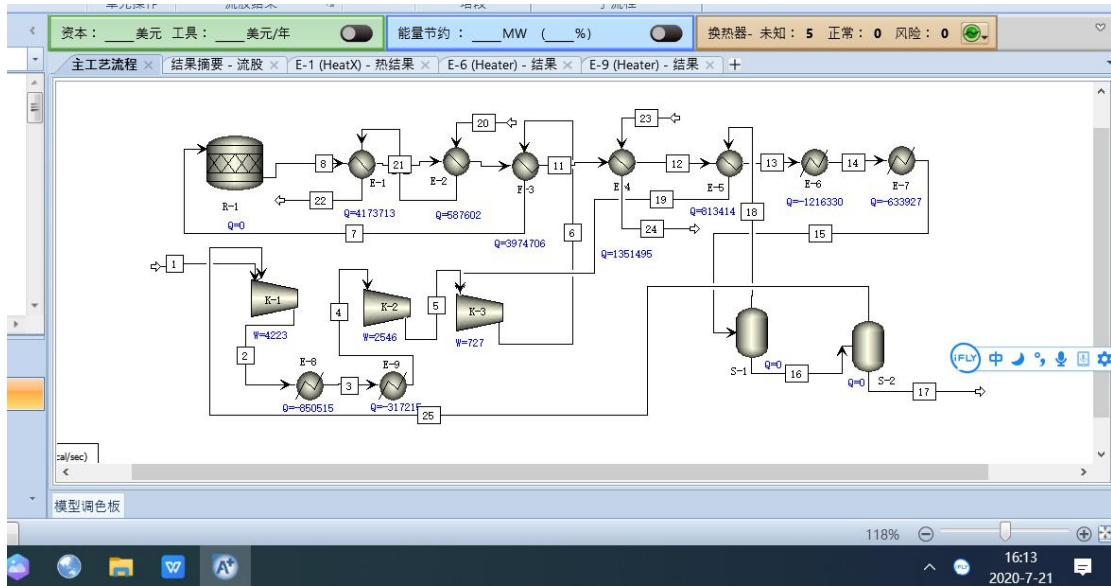 资本： ____美元 工具： ____美元/年
能量节约： ____MW (____%)
换热器- 未知： 5 正常： 0 风险： 0
主工艺流程 × 结果摘要 - 流股 × E-1 (HeatX) - 热结果 × E-6 (Heater) - 结果 × E-9 (Heater) - 结果 × +
20
23
8
21
11
12
13
14
E-1
E-2
E-3
E-4
E-5
E-6
E-7
R-1
Q=0
22
Q=4173713
Q=587602
19
Q=813414
18
Q=-1216330
Q=-633927
7
Q=3974706
6
24
15
Q=1351495
1
K-1
4
K-2
5
K-3
W=4223
W=2546
W=727
2
E-8
3
E-9
S-1
Q=0
16
Q=0
S-2
17
Q=-850515
Q=-317215
25
cal/sec)
iFLY 中
模型调色板
118%
W
A+
iFLY
16:13
2020-7-21